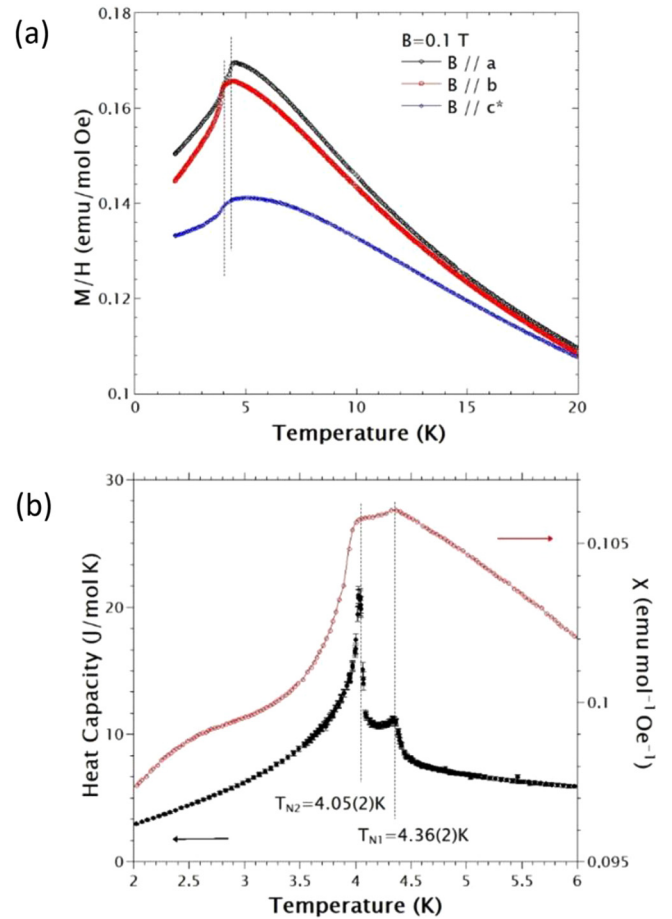 (a)
0.18
0.16
0.14
0.12
0.1
M/H (emu/mol Oe)
B=0.1 T
B // a
B // b
B // c*
0 5 10 15 20
Temperature (K)
(b)
30
20
10
0
Heat Capacity (J/mol K)
0.105
0.1
0.095
χ (emu mol⁻¹Oe⁻¹)
T_N2=4.05(2)K
T_N1=4.36(2)K
2 2.5 3 3.5 4 4.5 5 5.5 6
Temperature (K)